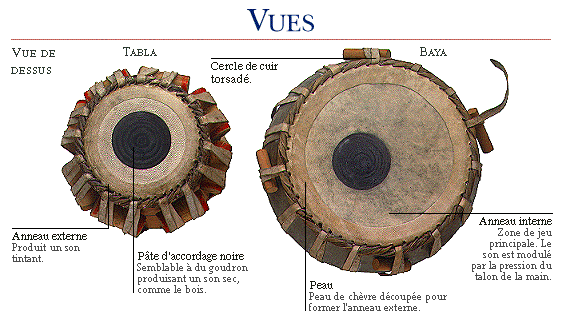 VUES
VUE DE
DESSUS
TABLA
BAYA
Cercle de cuir
torsadé.
Anneau externe
Produit un son
tintant.
Pâte d'accordage noire
Semblable à du goudron
produisant un son sec,
comme le bois.
Peau
Peau de chèvre découpée pour
former l'anneau externe.
Anneau interne
Zone de jeu
principale. Le
son est modulé
par la pression du
talon de la main.